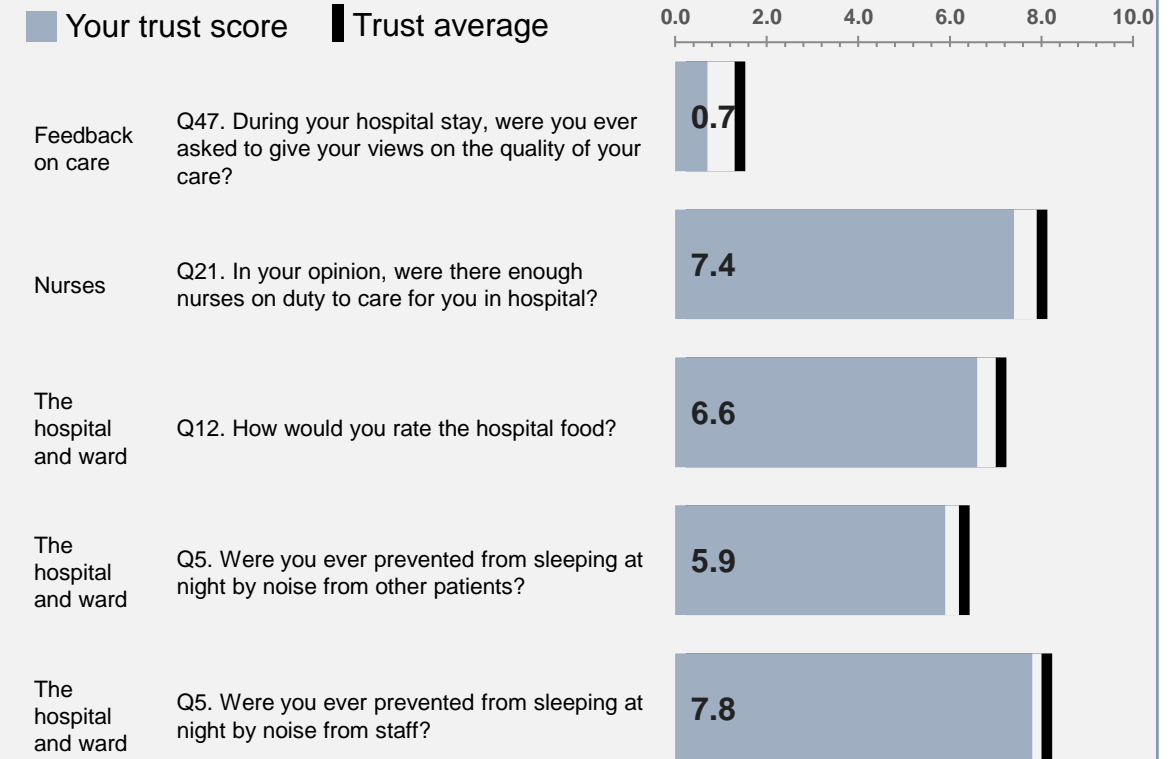 Your trust score
Trust average
0.0 2.0 4.0 6.0 8.0 10.0
Feedback
on care
Q47. During your hospital stay, were you ever
asked to give your views on the quality of your
care?
0.7
Nurses
Q21. In your opinion, were there enough
nurses on duty to care for you in hospital?
7.4
The
hospital
and ward
Q12. How would you rate the hospital food?
6.6
The
hospital
and ward
Q5. Were you ever prevented from sleeping at
night by noise from other patients?
5.9
The
hospital
and ward
Q5. Were you ever prevented from sleeping at
night by noise from staff?
7.8